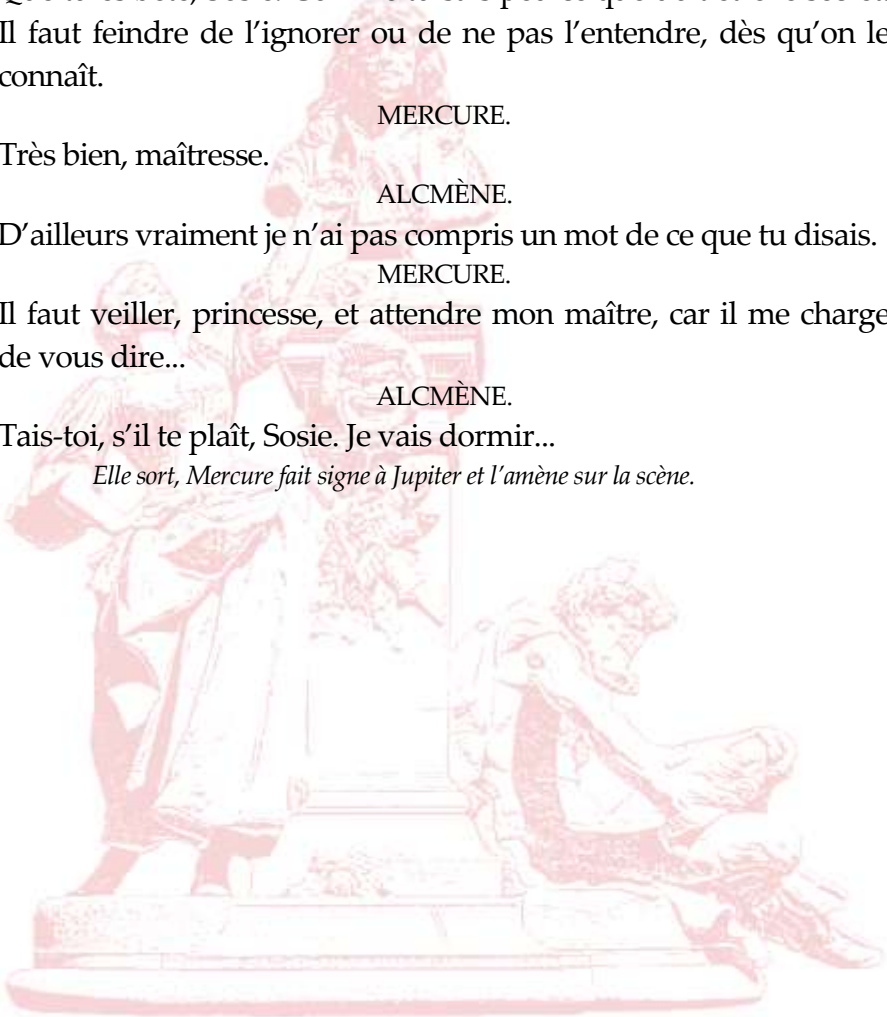 Il faut feindre de l’ignorer ou de ne pas l’entendre, dès qu’on le
connaît.
MERCURE.
Très bien, maîtresse.
ALCMÈNE.
D’ailleurs vraiment je n’ai pas compris un mot de ce que tu disais.
MERCURE.
Il faut veiller, princesse, et attendre mon maître, car il me charge
de vous dire...
ALCMÈNE.
Tais-toi, s’il te plaît, Sosie. Je vais dormir...
Elle sort, Mercure fait signe à Jupiter et l’amène sur la scène.